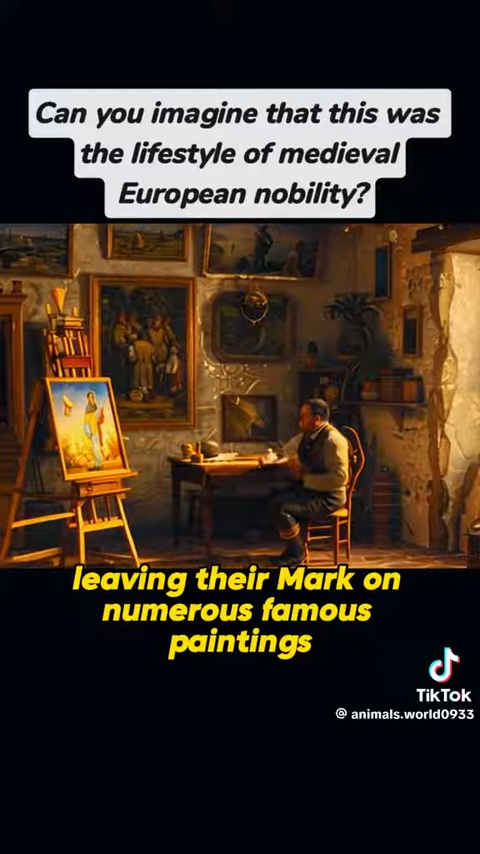 Can you imagine that this was
the lifestyle of medieval
European nobility?
leaving their Mark on
numerous famous
paintings
TikTok
@ animals.world0933